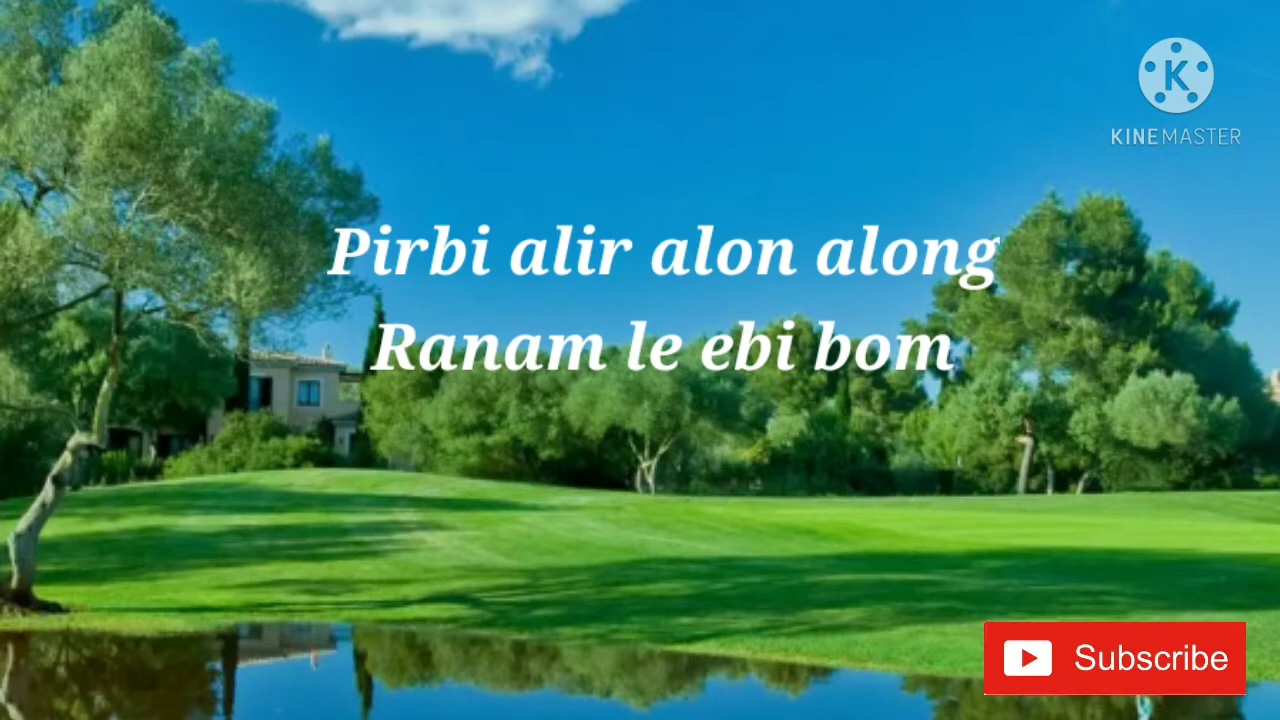 K
KINEMASTER
Pirbi alir alon along
Ranam le ebi bom
Subscribe